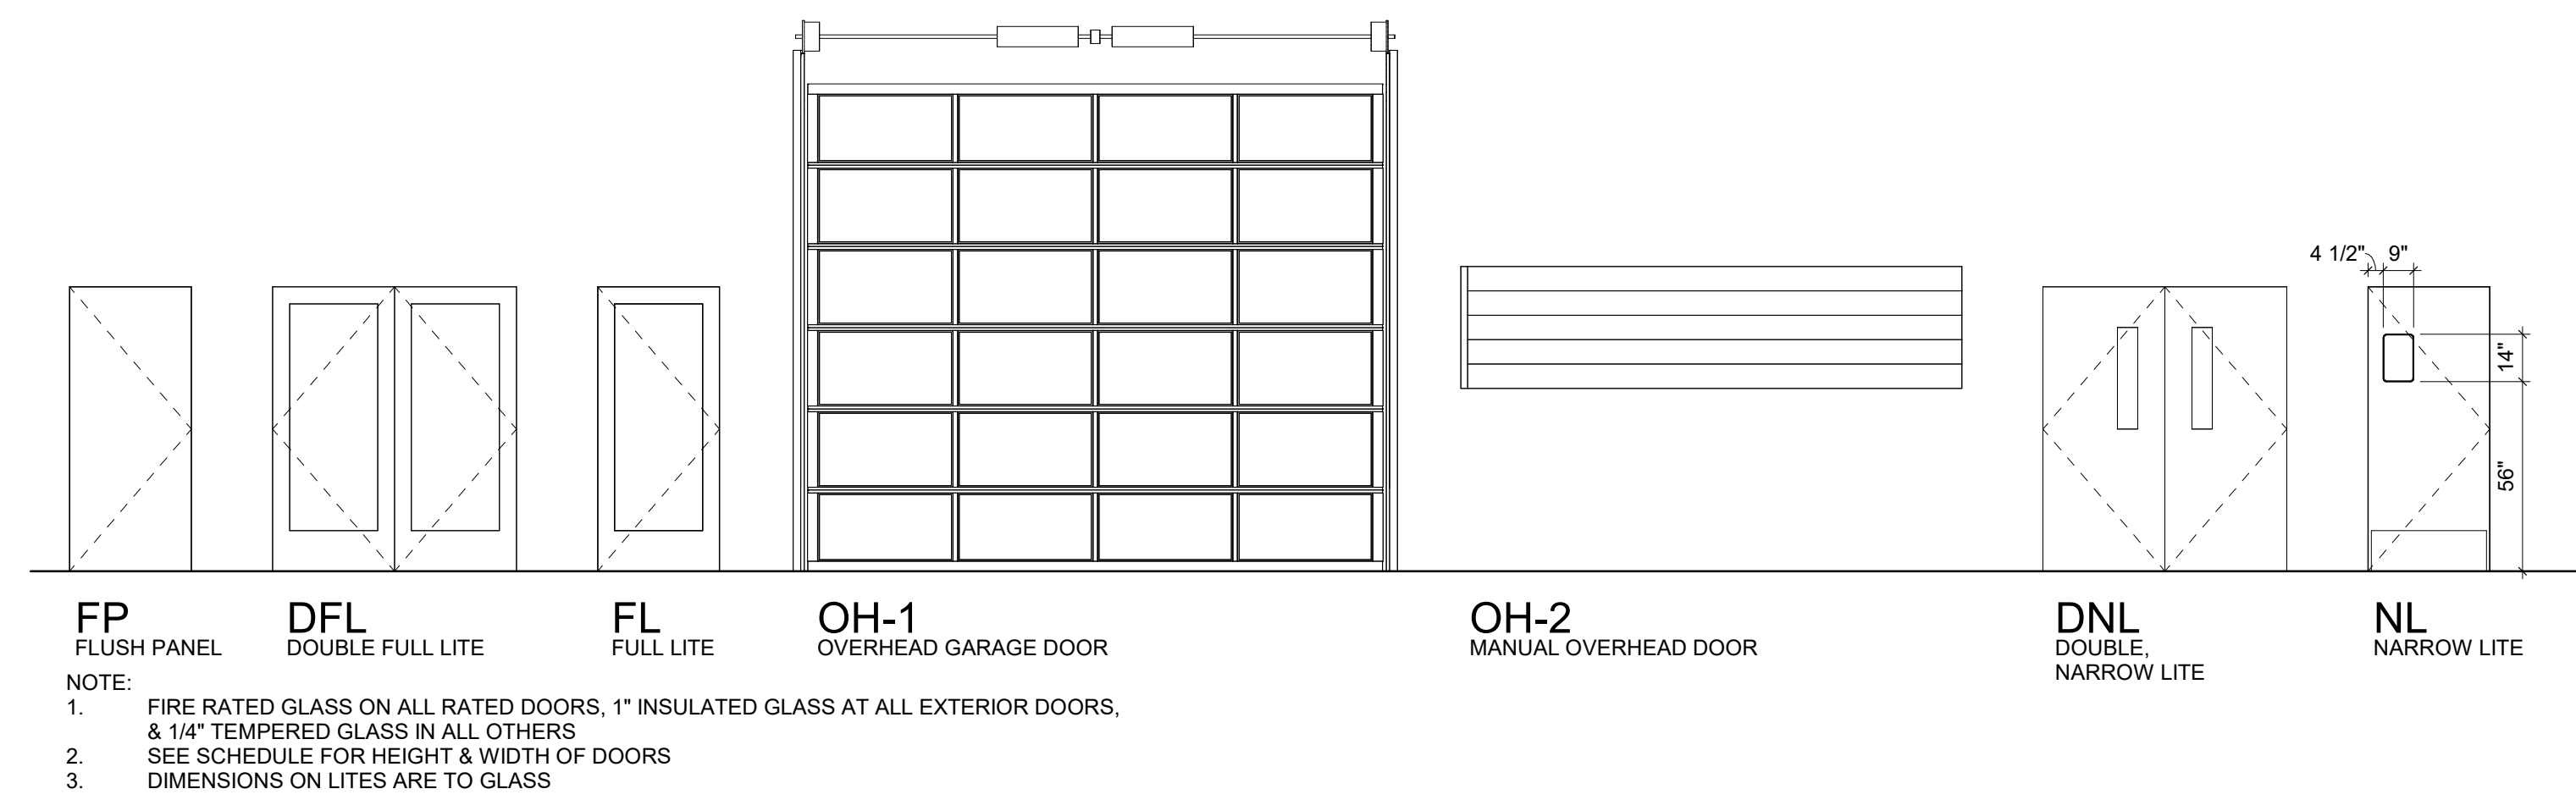 4 1/2"
9"
14"
56"
FP
FLUSH PANEL
DFL
DOUBLE FULL LITE
FL
FULL LITE
OH-1
OVERHEAD GARAGE DOOR
OH-2
MANUAL OVERHEAD DOOR
DNL
DOUBLE,
NARROW LITE
NL
NARROW LITE
NOTE:
1. FIRE RATED GLASS ON ALL RATED DOORS, 1" INSULATED GLASS AT ALL EXTERIOR DOORS,
& 1/4" TEMPERED GLASS IN ALL OTHERS
2. SEE SCHEDULE FOR HEIGHT & WIDTH OF DOORS
3. DIMENSIONS ON LITES ARE TO GLASS